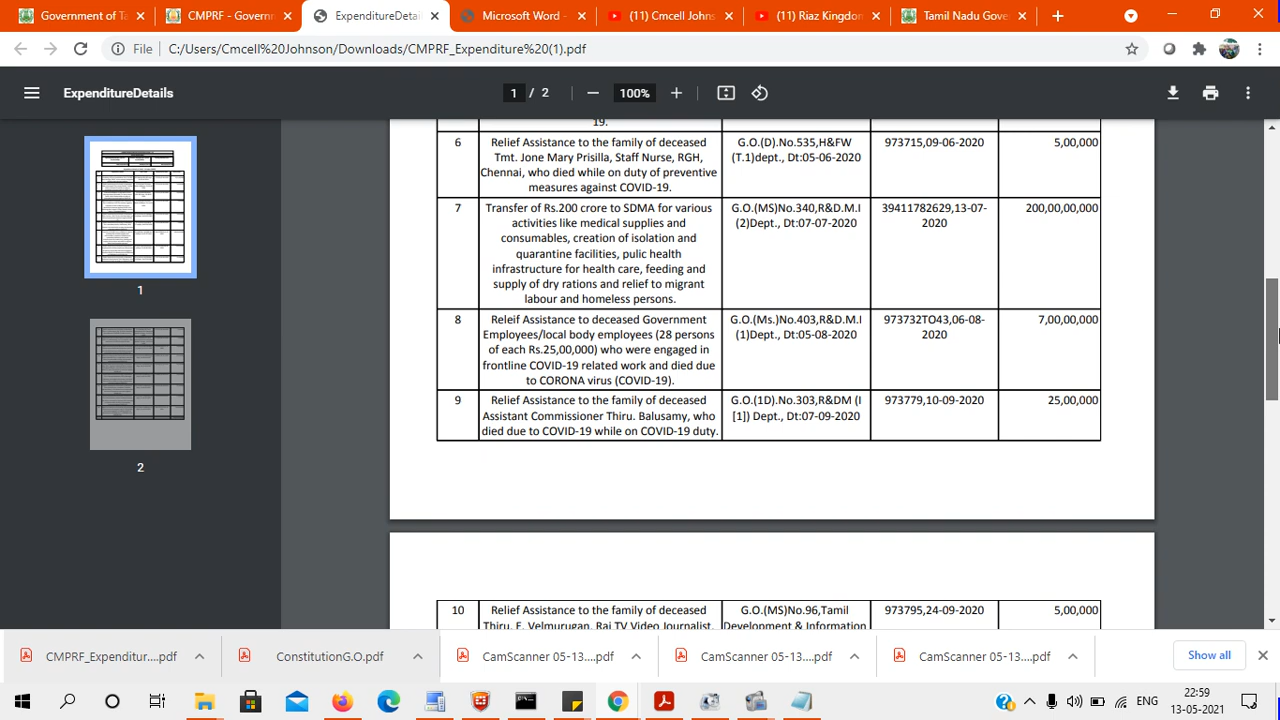 Government of Ta
CMPRF - Governm
ExpenditureDetai
Microsoft Word -
(11) Cmcell Johns
(11) Riaz Kingdon
Tamil Nadu Gove
File
C:/Users/Cmcell%20Johnson/Downloads/CMPRF_Expenditure%20(1).pdf
ExpenditureDetails
1 / 2
100%
1
2
19.
6
Relief Assistance to the family of deceased
Tmt. Jone Mary Prisilla, Staff Nurse, RGH,
Chennai, who died while on duty of preventive
measures against COVID-19.
G.O.(D).No.535,H&FW
(T.1)dept., Dt:05-06-2020
973715,09-06-2020
5,00,000
7
Transfer of Rs.200 crore to SDMA for various
activities like medical supplies and
consumables, creation of isolation and
quarantine facilities, pulic health
infrastructure for health care, feeding and
supply of dry rations and relief to migrant
labour and homeless persons.
G.O.(MS)No.340,R&D.M.I
(2)Dept., Dt:07-07-2020
39411782629,13-07-
2020
200,00,00,000
8
Releif Assistance to deceased Government
Employees/local body employees (28 persons
of each Rs.25,00,000) who were engaged in
frontline COVID-19 related work and died due
to CORONA virus (COVID-19).
G.O.(Ms.)No.403,R&D.M.I
(1)Dept., Dt:05-08-2020
973732TO43,06-08-
2020
7,00,00,000
9
Relief Assistance to the family of deceased
Assistant Commissioner Thiru. Balusamy, who
died due to COVID-19 while on COVID-19 duty.
G.O.(1D).No.303,R&DM (I
[1]) Dept., Dt:07-09-2020
973779,10-09-2020
25,00,000
10
Relief Assistance to the family of deceased
Thiru. E. Velmurugan, Raj TV Video Journalist,
G.O.(MS)No.96,Tamil
Development & Information
973795,24-09-2020
5,00,000
CMPRF_Expenditur....pdf
ConstitutionG.O.pdf
CamScanner 05-13....pdf
CamScanner 05-13....pdf
CamScanner 05-13....pdf
Show all
ENG
22:59
13-05-2021